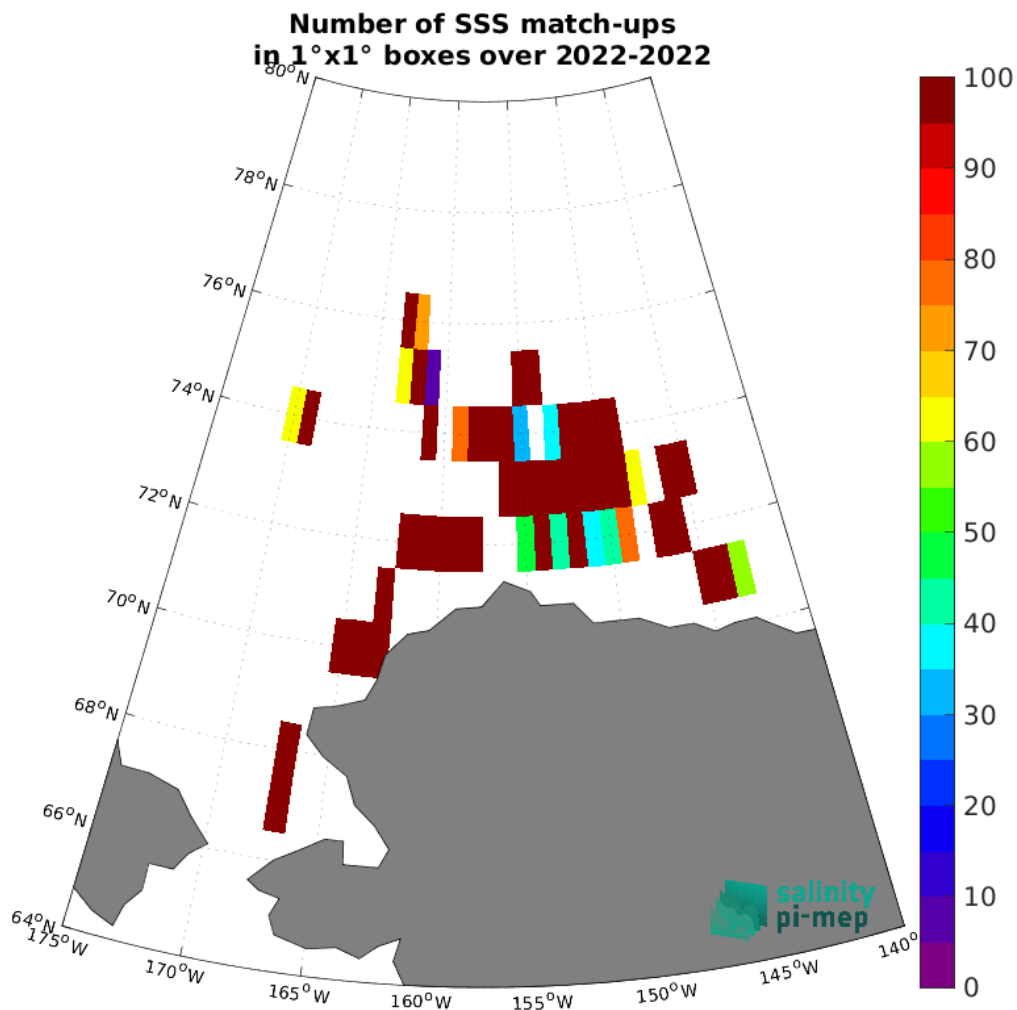 Number of SSS match-ups
in 1°x1° boxes over 2022-2022
80°N
78°N
76°N
74°N
72°N
70°N
68°N
66°N
64°N
175°W
170°W
165°W
160°W
155°W
150°W
145°W
140°
100
90
80
70
60
50
40
30
20
10
0
salinity
pi-mep